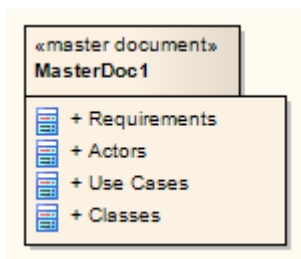 «master document»
MasterDoc1
+ Requirements
+ Actors
+ Use Cases
+ Classes